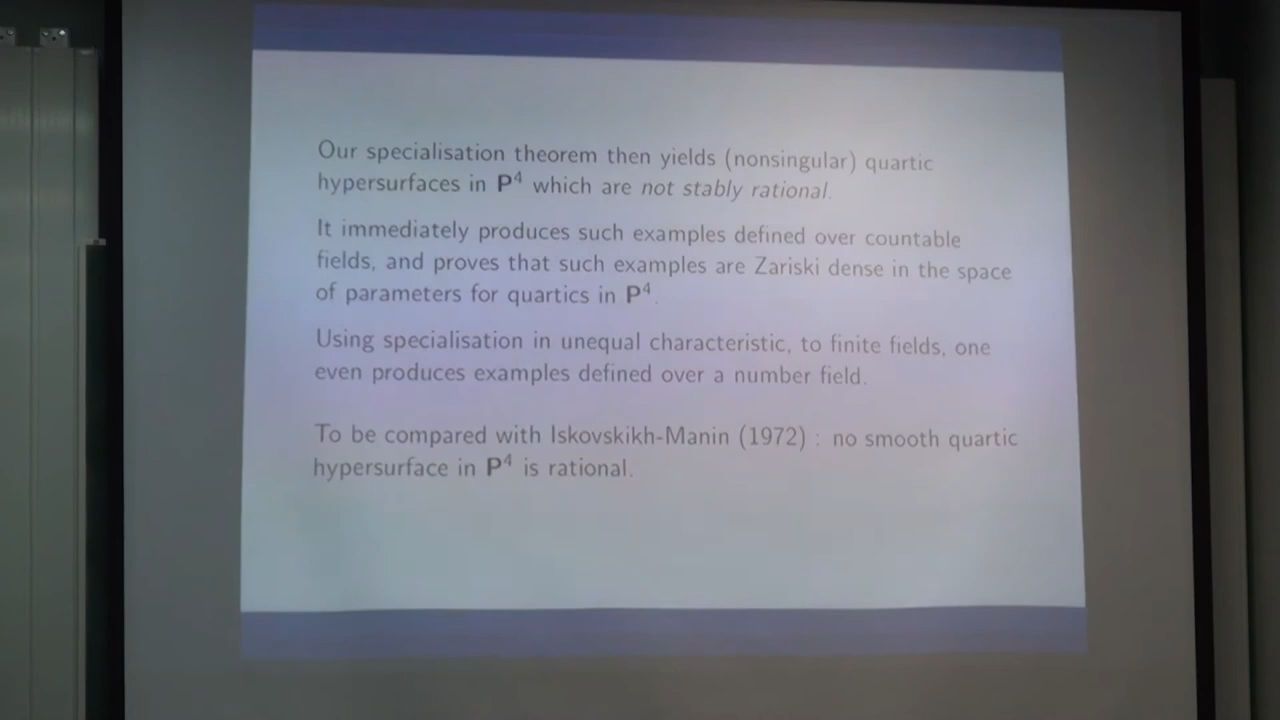 Our specialisation theorem then yields (nonsingular) quartic
hypersurfaces in P⁴ which are not stably rational.
It immediately produces such examples defined over countable
fields, and proves that such examples are Zariski dense in the space
of parameters for quartics in P⁴.
Using specialisation in unequal characteristic, to finite fields, one
even produces examples defined over a number field.
To be compared with Iskovskikh-Manin (1972) : no smooth quartic
hypersurface in P⁴ is rational.